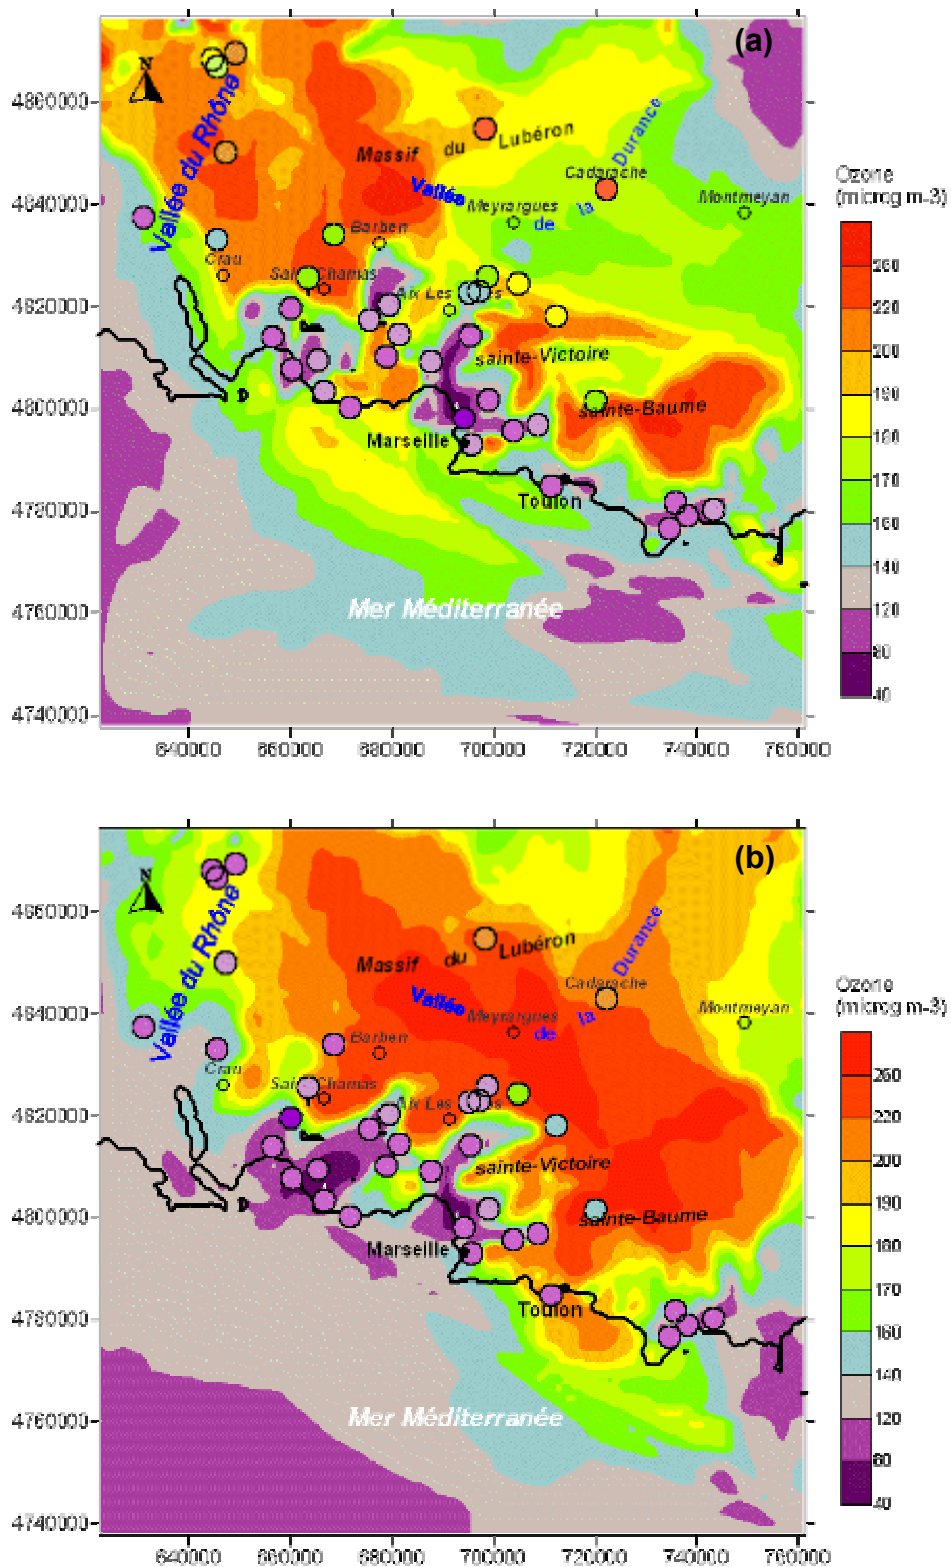 (a)
N
Vallée du Rhône
Massif du Lubéron
Durance
Cadarache
Vallée de la
Meyrargues
Montmeyan
Barben
Crau
Aix Les
sainte-Victoire
sainte-Baume
Marseille
Toulon
Mer Méditerranée
4840000
4820000
4800000
4780000
4760000
4740000
640000 660000 680000 700000 720000 740000 760000
Ozone
(microg m-3)
260
220
200
190
180
170
160
140
120
80
40
(b)
N
Vallée du Rhône
Massif du Lubéron
Durance
Cadarache
Vallée de la
Meyrargues
Montmeyan
Barben
Crau
Aix Les
sainte-Victoire
sainte-Baume
Marseille
Toulon
Mer Méditerranée
4860000
4840000
4820000
4800000
4780000
4760000
4740000
640000 660000 680000 700000 720000 740000 760000
Ozone
(microg m-3)
260
220
200
190
180
170
160
140
120
80
40